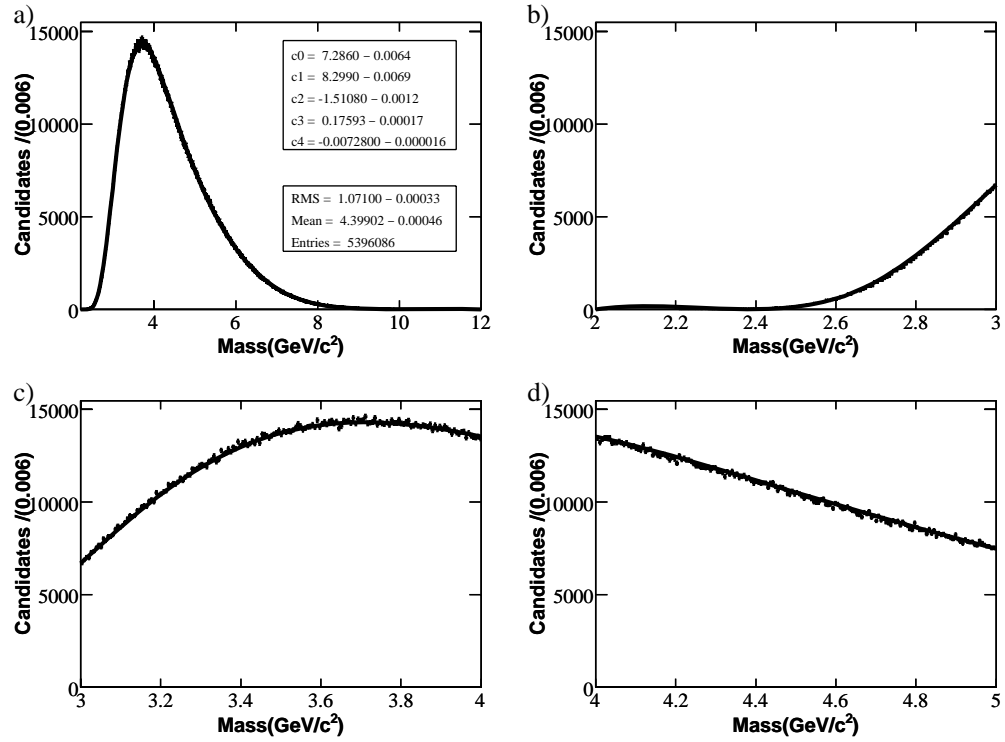 a)
15000
10000
5000
0
4
6
8
10
12
Mass(GeV/c²)
Candidates /(0.006)
c0 = 7.2860 − 0.0064
c1 = 8.2990 − 0.0069
c2 = -1.51080 − 0.0012
c3 = 0.17593 − 0.00017
c4 = -0.0072800 − 0.000016
RMS = 1.07100 − 0.00033
Mean = 4.39902 − 0.00046
Entries = 5396086
b)
15000
10000
5000
0
2
2.2
2.4
2.6
2.8
3
Mass(GeV/c²)
Candidates /(0.006)
c)
15000
10000
5000
0
3
3.2
3.4
3.6
3.8
4
Mass(GeV/c²)
Candidates /(0.006)
d)
15000
10000
5000
0
4
4.2
4.4
4.6
4.8
5
Mass(GeV/c²)
Candidates /(0.006)